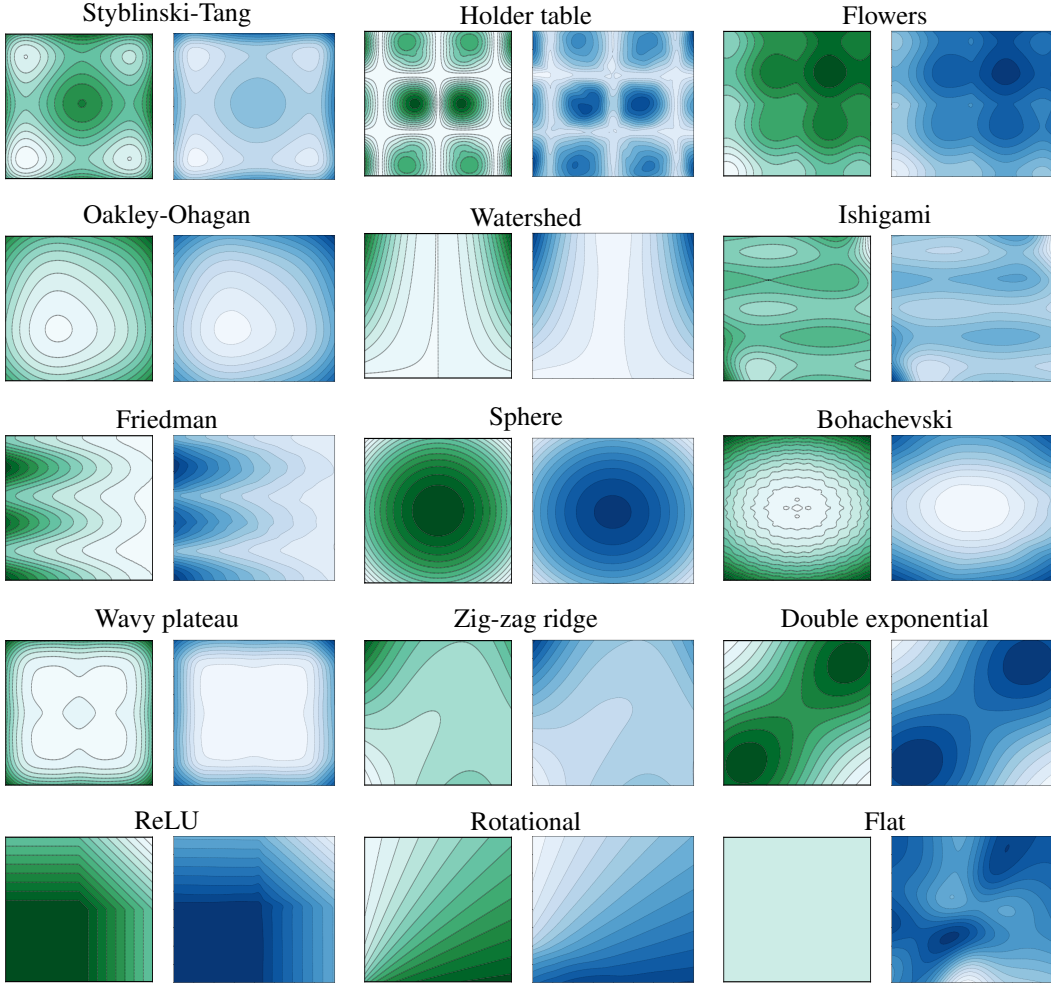 Styblinski-Tang
Holder table
Flowers
Oakley-Ohagan
Watershed
Ishigami
Friedman
Sphere
Bohachevski
Wavy plateau
Zig-zag ridge
Double exponential
ReLU
Rotational
Flat